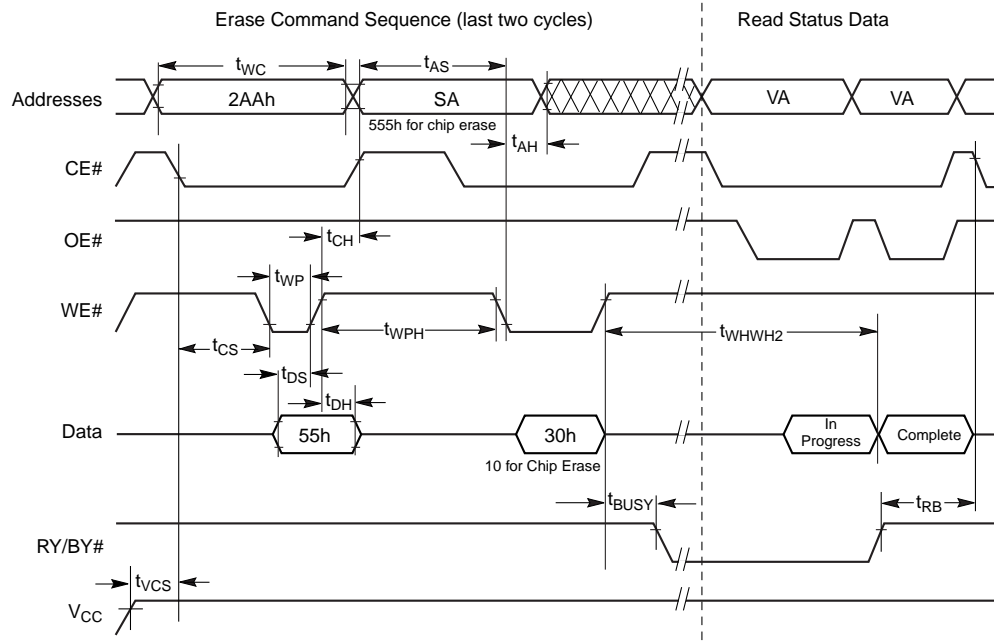 Erase Command Sequence (last two cycles)
Read Status Data
tWC
tAS
Addresses
2AAh
SA
VA
VA
555h for chip erase
tAH
CE#
OE#
tCH
tWP
WE#
tWPH
tWHWH2
tCS
tDS
tDH
Data
55h
30h
In
Progress
Complete
10 for Chip Erase
tBUSY
tRB
RY/BY#
tVCS
VCC